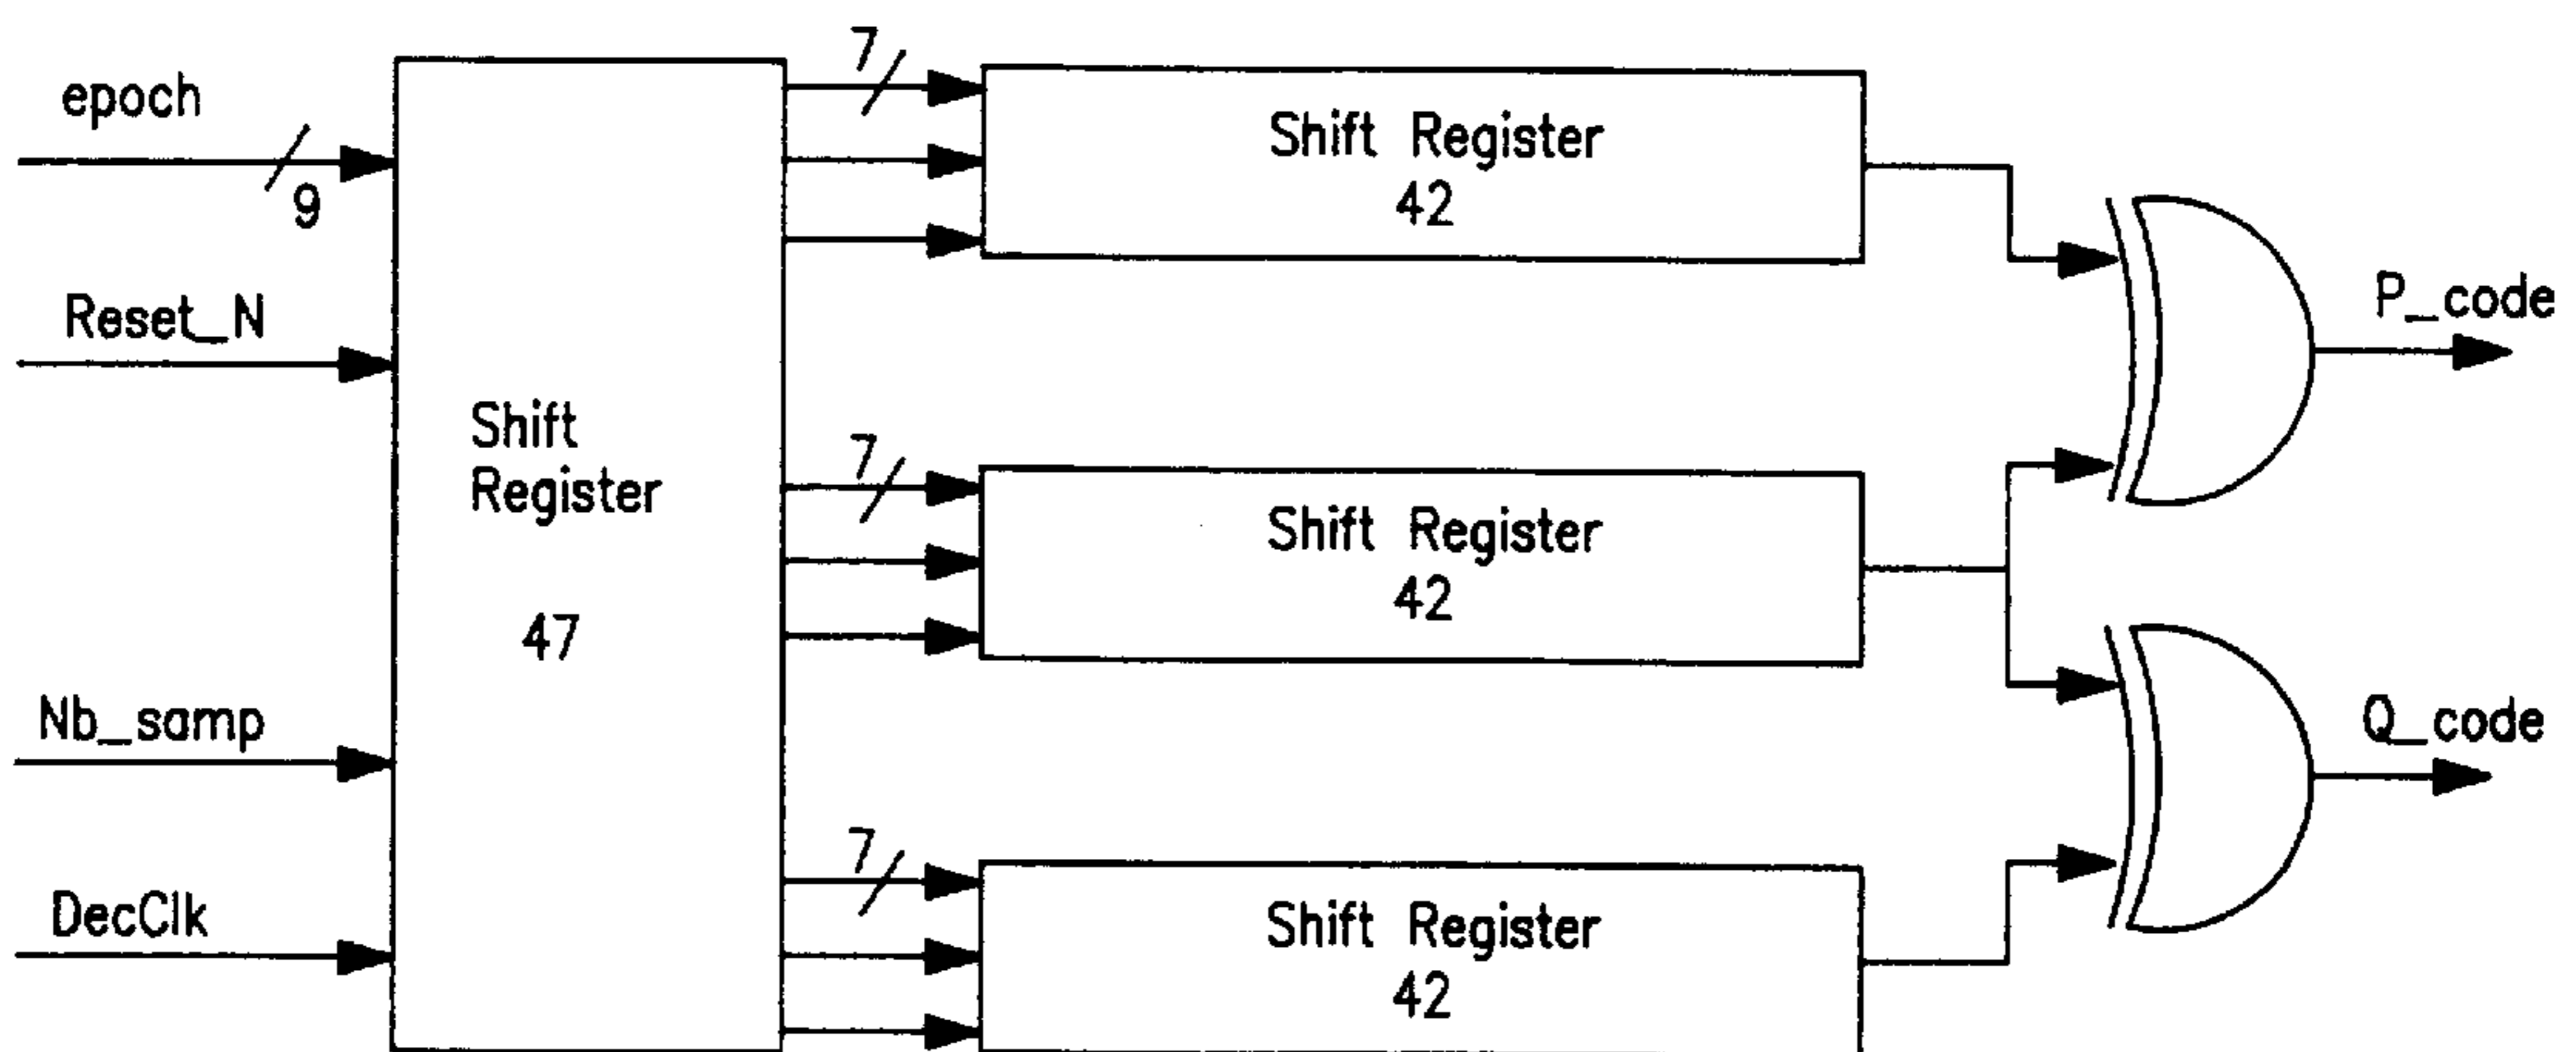 epoch
9
Reset_N
Nb_samp
DecClk
Shift
Register
47
7
Shift Register
42
7
Shift Register
42
7
Shift Register
42
P_code
Q_code